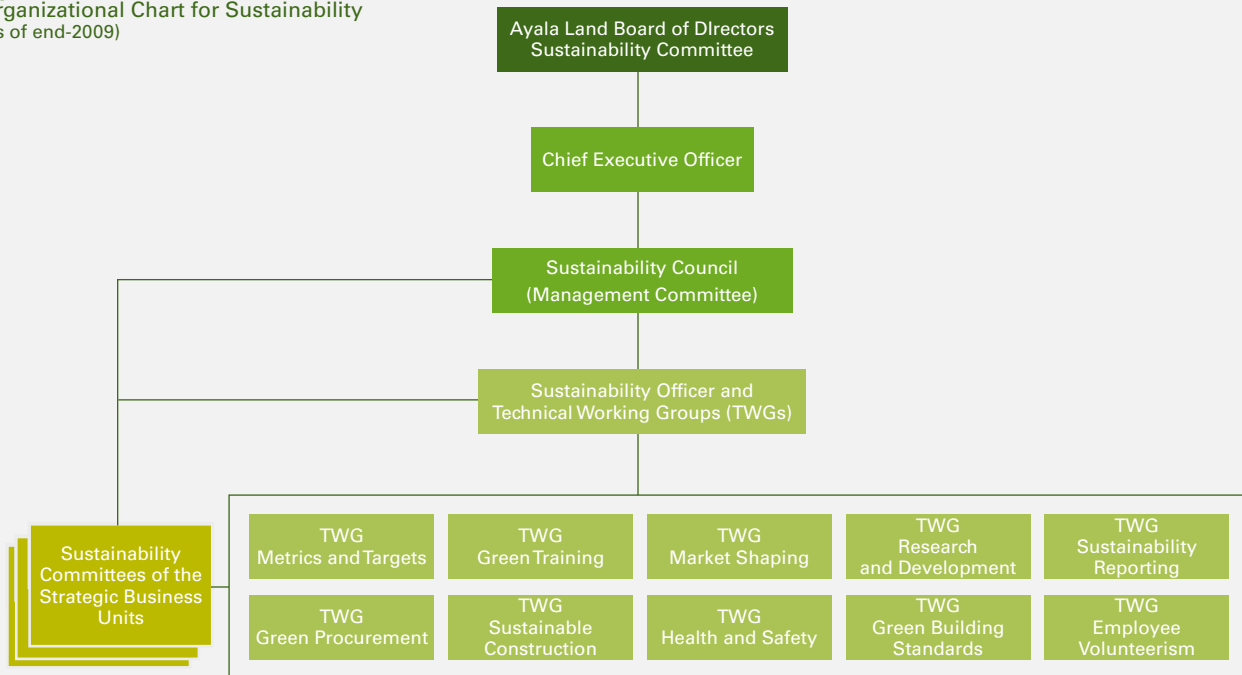 rganizational Chart for Sustainability
s of end-2009)
Ayala Land Board of DIrectors
Sustainability Committee
Chief Executive Officer
Sustainability Council
(Management Committee)
Sustainability Officer and
Technical Working Groups (TWGs)
Sustainability
Committees of the
Strategic Business
Units
TWG
Metrics and Targets
TWG
Green Training
TWG
Market Shaping
TWG
Research
and Development
TWG
Sustainability
Reporting
TWG
Green Procurement
TWG
Sustainable
Construction
TWG
Health and Safety
TWG
Green Building
Standards
TWG
Employee
Volunteerism